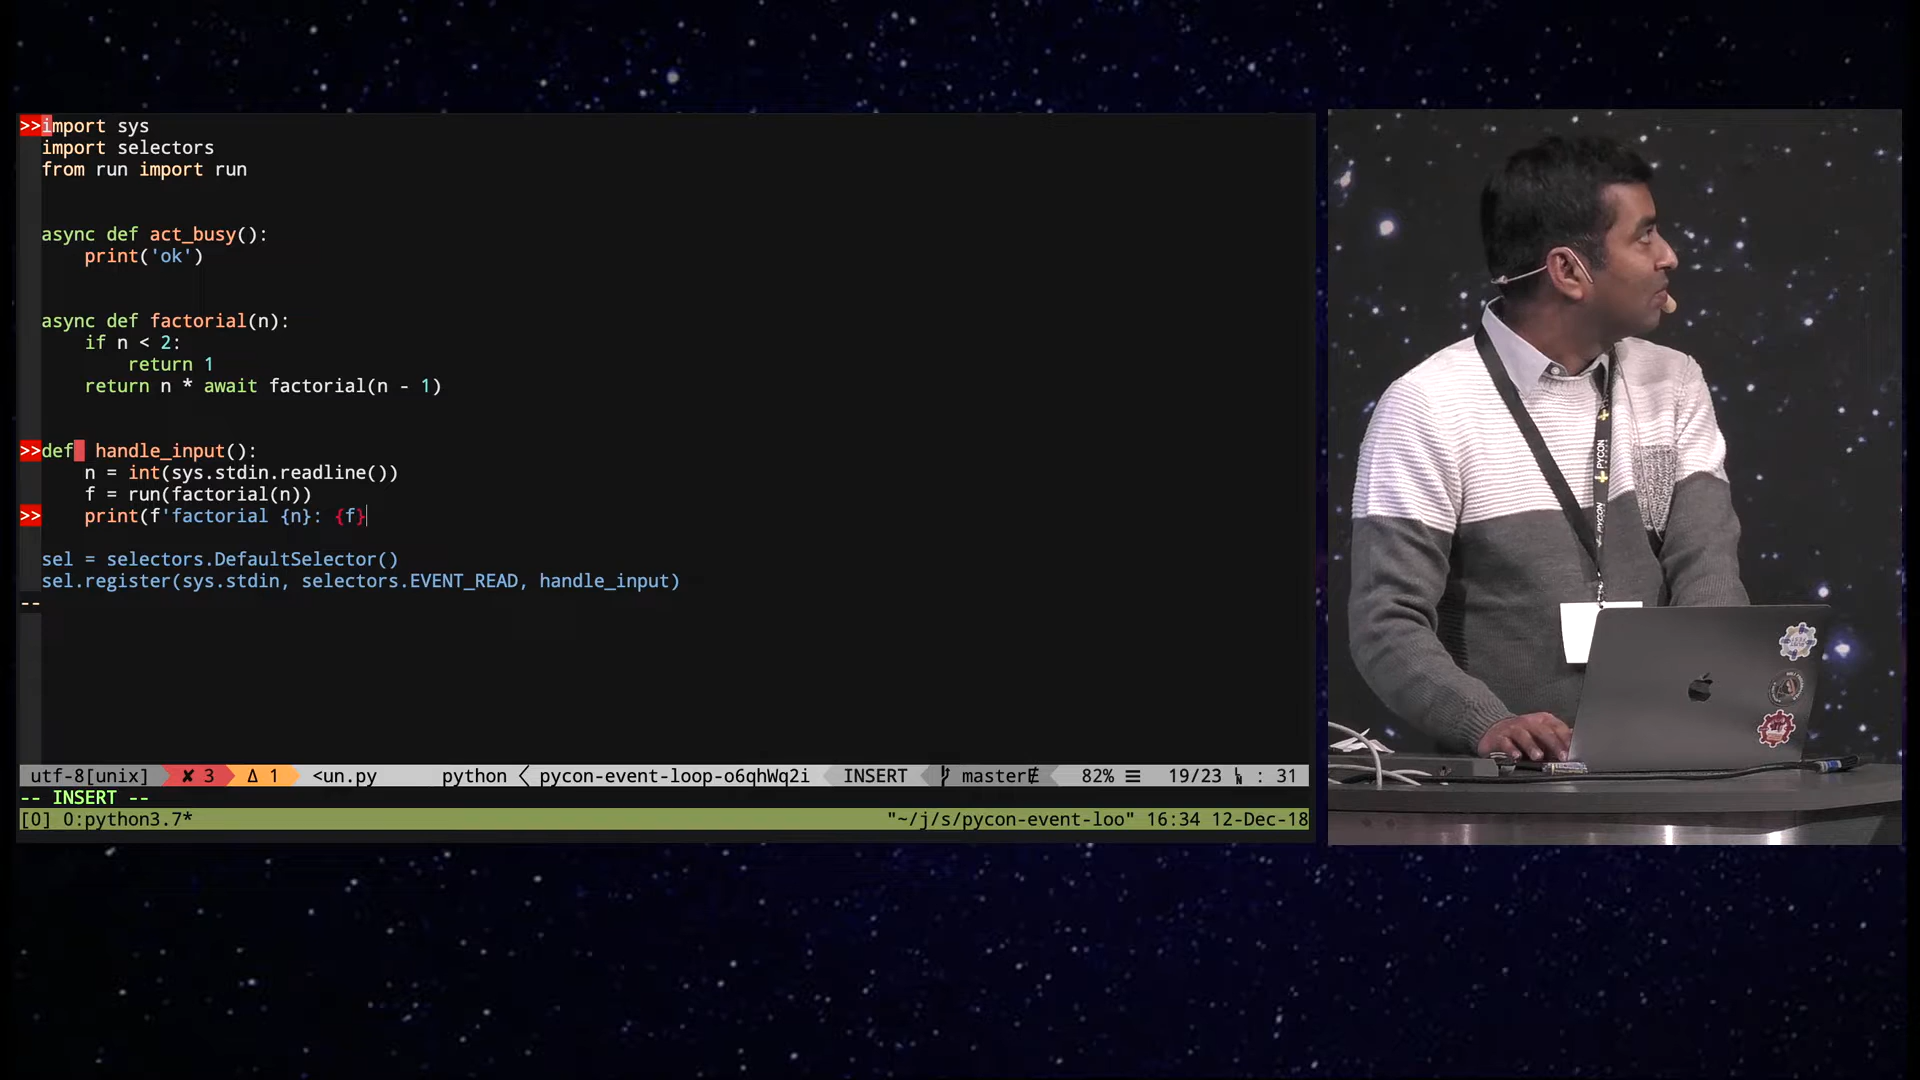 >>import sys
import selectors
from run import run
async def act_busy():
    print('ok')
async def factorial(n):
    if n < 2:
        return 1
    return n * await factorial(n - 1)
>>def handle_input():
    n = int(sys.stdin.readline())
    f = run(factorial(n))
>>    print(f'factorial {n}: {f}
sel = selectors.DefaultSelector()
sel.register(sys.stdin, selectors.EVENT_READ, handle_input)
--
utf-8[unix] ✘ 3 Δ 1 <un.py python < pycon-event-loop-o6qhWq2i INSERT masterɆ 82% ☰ 19/23 : 31
-- INSERT --
[0] 0:python3.7* "~/j/s/pycon-event-loo" 16:34 12-Dec-18
PYCON
PYCON